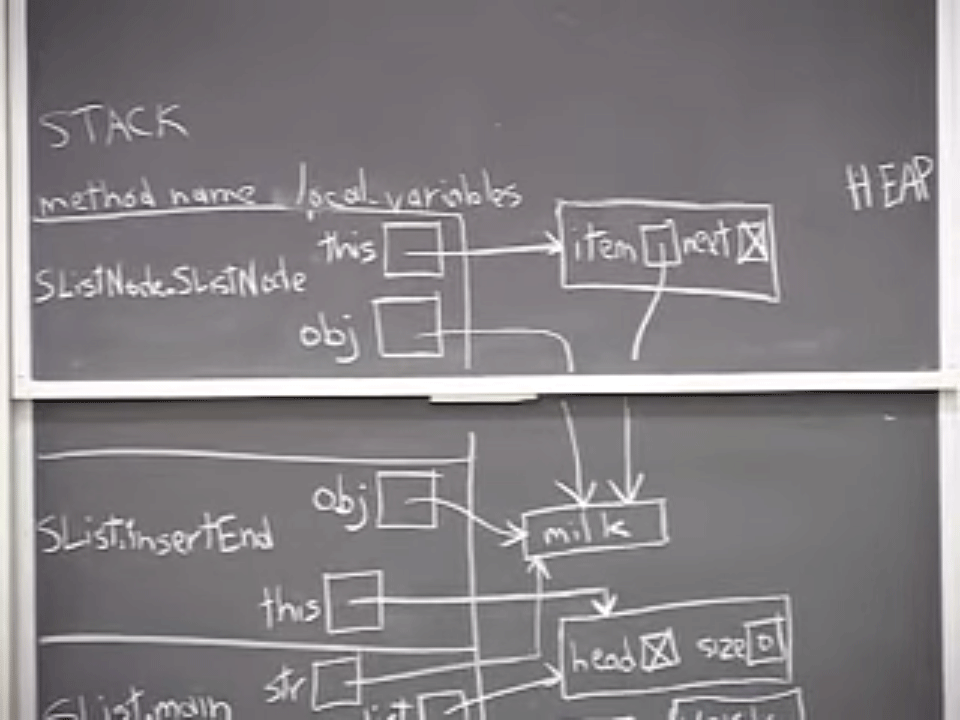 STACK
HEAP
method name local variables
this
item next
SListNode.SListNode
obj
obj
milk
SList.insertEnd
this
head size 0
str
list
SList.main